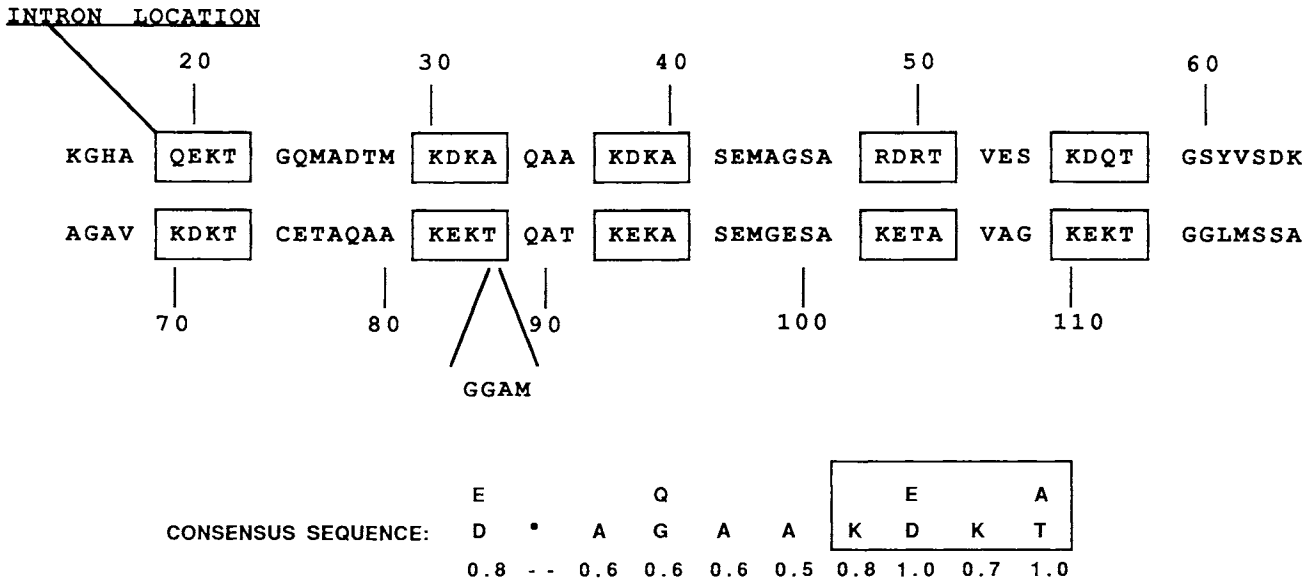 INTRON LOCATION
20 30 40 50 60
KGHA QEKT GQMADTM KDKA QAA KDKA SEMAGSA RDRT VES KDQT GSYVSDK
AGAV KDKT CETAQAA KEKT QAT KEKA SEMGESA KETA VAG KEKT GGLMSSA
70 80 90 100 110
GGAM
E Q E A
CONSENSUS SEQUENCE: D • A G A A K D K T
0.8 -- 0.6 0.6 0.6 0.5 0.8 1.0 0.7 1.0